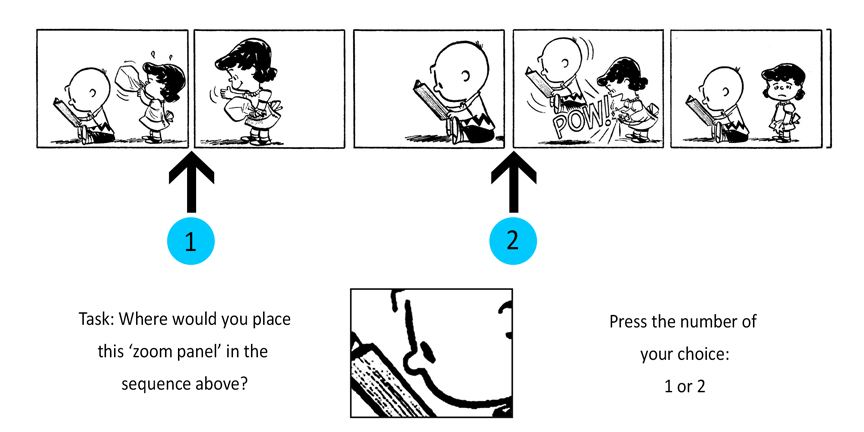 POW!
1
2
Task: Where would you place
this ‘zoom panel’ in the
sequence above?
Press the number of
your choice:
1 or 2